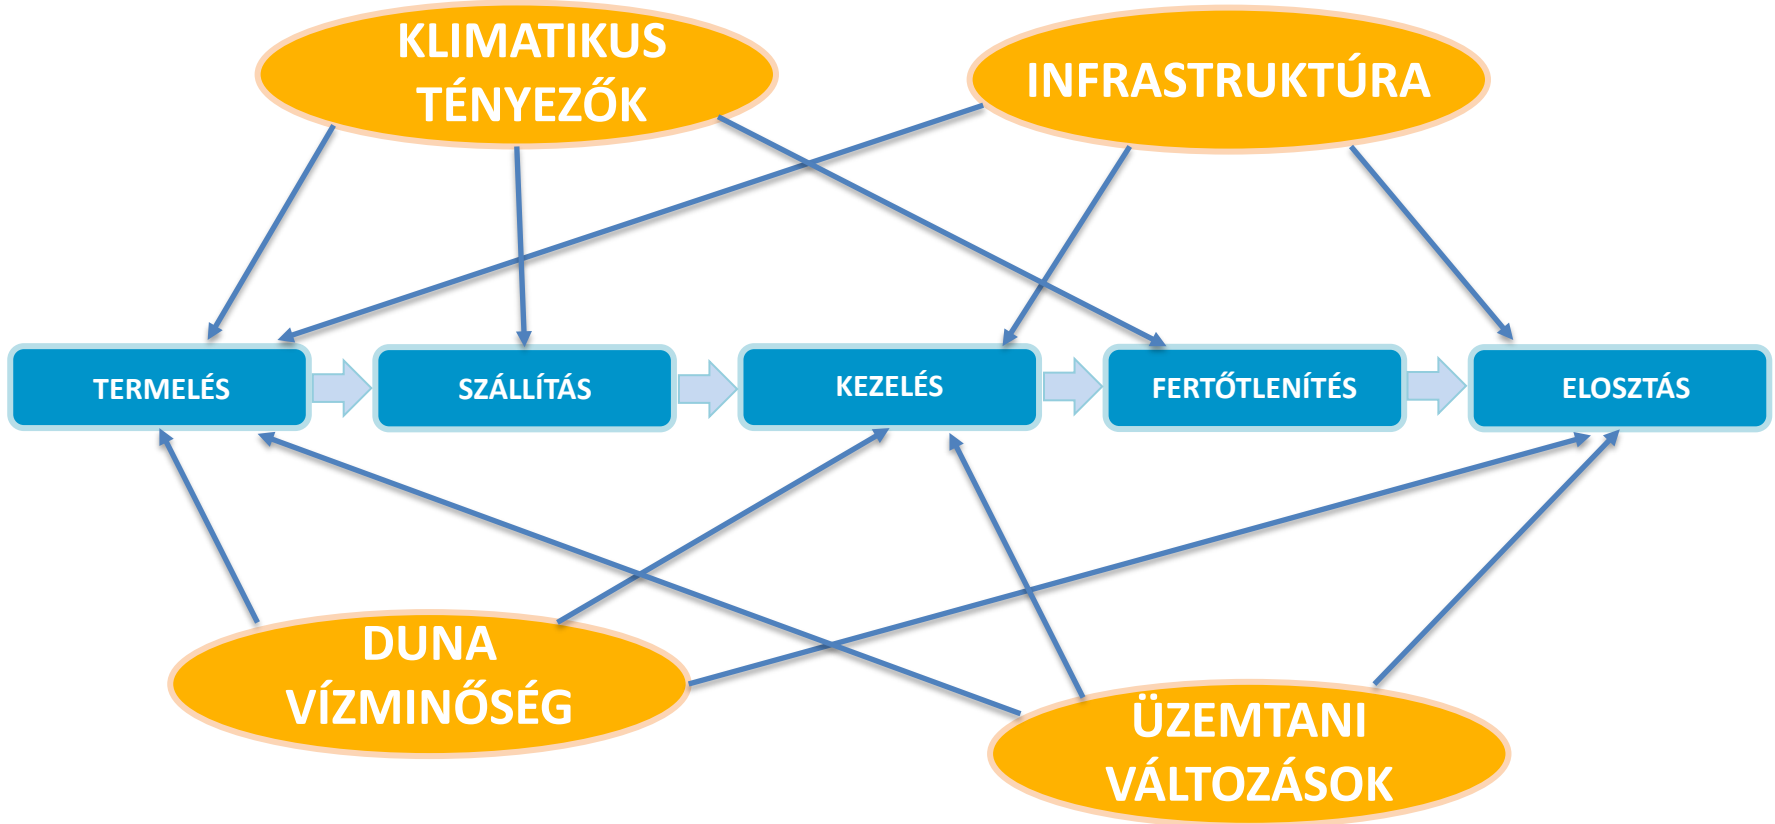 KLIMATIKUS
TÉNYEZŐK
INFRASTRUKTÚRA
TERMELÉS
SZÁLLÍTÁS
KEZELÉS
FERTŐTLENÍTÉS
ELOSZTÁS
DUNA
VÍZMINŐSÉG
ÜZEMTANI
VÁLTOZÁSOK